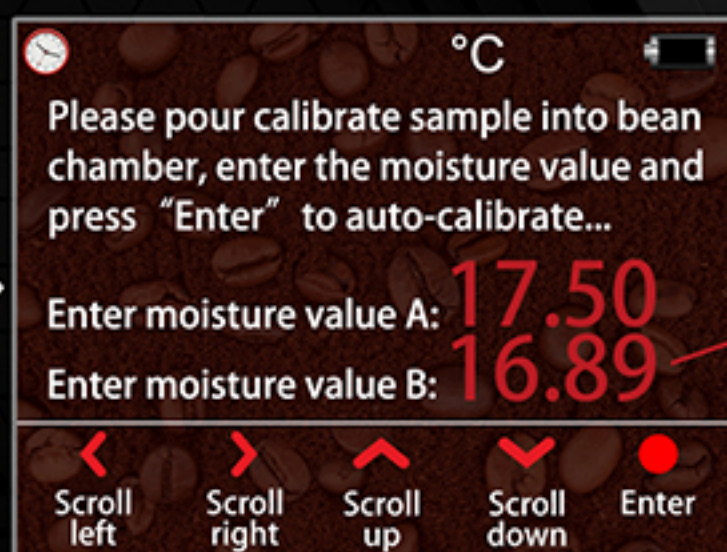 °C
Please pour calibrate sample into bean
chamber, enter the moisture value and
press “Enter” to auto-calibrate...
Enter moisture value A: 17.50
Enter moisture value B: 16.89
Scroll left
Scroll right
Scroll up
Scroll down
Enter